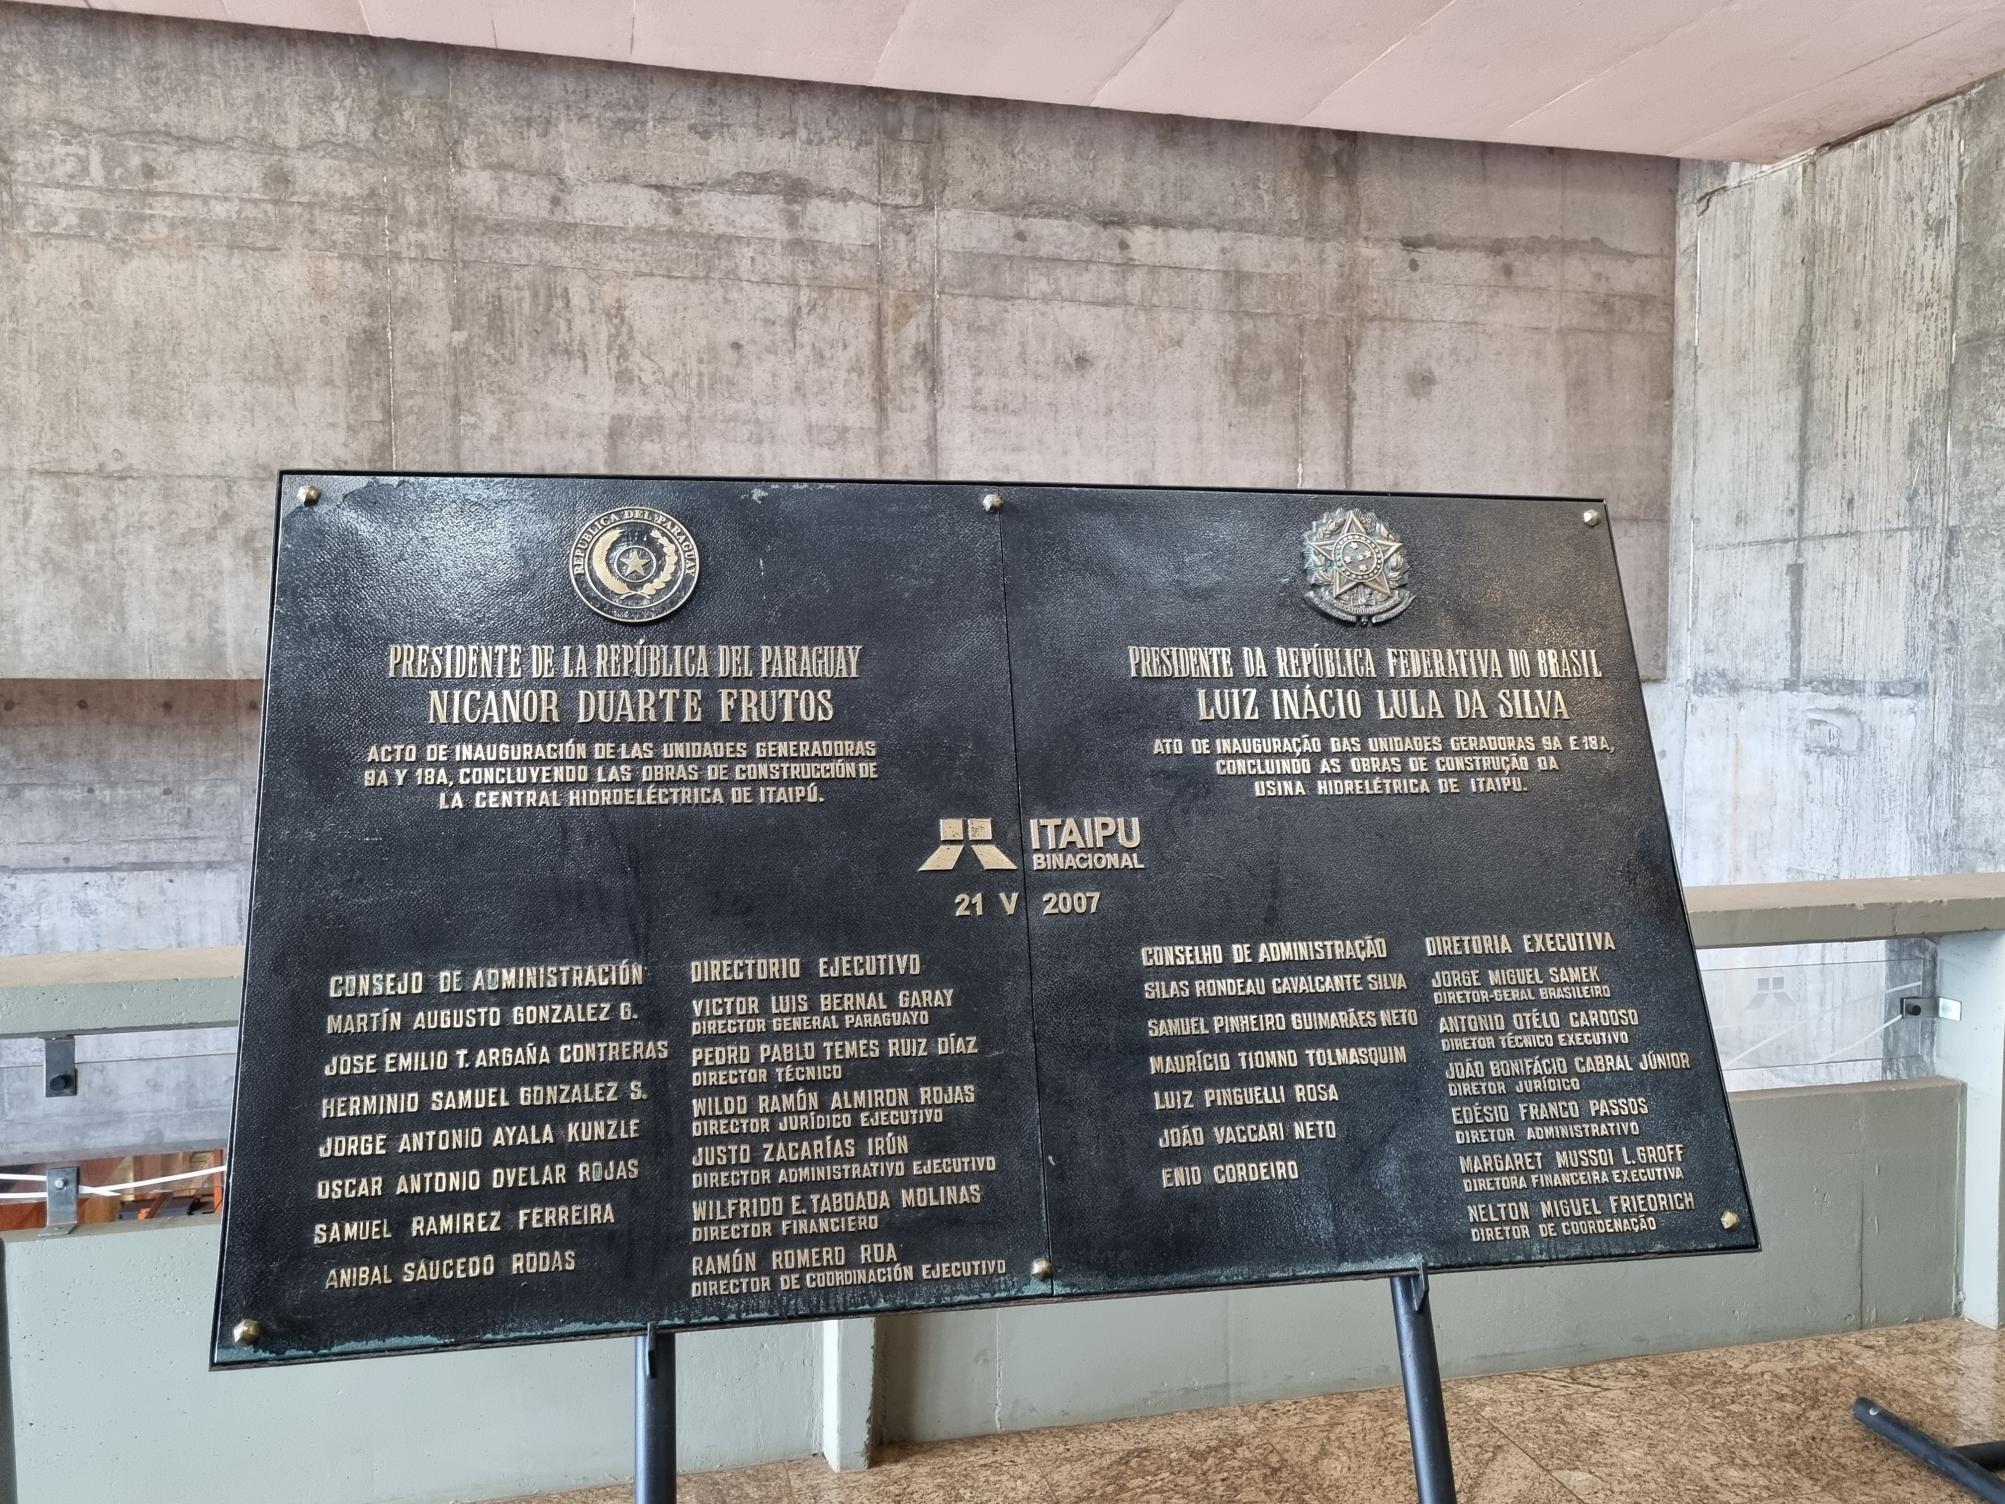 REPUBLICA DEL PARAGUAY
PRESIDENTE DE LA REPÚBLICA DEL PARAGUAY
NICANOR DUARTE FRUTOS
ACTO DE INAUGURACIÓN DE LAS UNIDADES GENERADORAS
9A Y 18A, CONCLUYENDO LAS OBRAS DE CONSTRUCCIÓN DE
LA CENTRAL HIDROELÉCTRICA DE ITAIPÚ.
PRESIDENTE DA REPÚBLICA FEDERATIVA DO BRASIL
LUIZ INÁCIO LULA DA SILVA
ATO DE INAUGURAÇÃO DAS UNIDADES GERADORAS 9A E 18A,
CONCLUINDO AS OBRAS DE CONSTRUÇÃO DA
USINA HIDRELÉTRICA DE ITAIPU.
ITAIPU
BINACIONAL
21 V 2007
CONSEJO DE ADMINISTRACIÓN
MARTÍN AUGUSTO GONZALEZ G.
JOSE EMILIO T. ARGAÑA CONTRERAS
HERMINIO SAMUEL GONZALEZ S.
JORGE ANTONIO AYALA KUNZLE
OSCAR ANTONIO OVELAR ROJAS
SAMUEL RAMIREZ FERREIRA
ANIBAL SAUCEDO RODAS
DIRECTORIO EJECUTIVO
VICTOR LUIS BERNAL GARAY
DIRECTOR GENERAL PARAGUAYO
PEDRO PABLO TEMES RUIZ DÍAZ
DIRECTOR TÉCNICO
WILDO RAMÓN ALMIRON ROJAS
DIRECTOR JURÍDICO EJECUTIVO
JUSTO ZACARÍAS IRÚN
DIRECTOR ADMINISTRATIVO EJECUTIVO
WILFRIDO E. TABOADA MOLINAS
DIRECTOR FINANCIERO
RAMÓN ROMERO ROA
DIRECTOR DE COORDINACIÓN EJECUTIVO
CONSELHO DE ADMINISTRAÇÃO
SILAS RONDEAU CAVALCANTE SILVA
SAMUEL PINHEIRO GUIMARÃES NETO
MAURÍCIO TIOMNO TOLMASQUIM
LUIZ PINGUELLI ROSA
JOÃO VACCARI NETO
ENIO CORDEIRO
DIRETORIA EXECUTIVA
JORGE MIGUEL SAMEK
DIRETOR-GERAL BRASILEIRO
ANTONIO OTÉLO CARDOSO
DIRETOR TÉCNICO EXECUTIVO
JOÃO BONIFÁCIO CABRAL JÚNIOR
DIRETOR JURÍDICO
EDÉSIO FRANCO PASSOS
DIRETOR ADMINISTRATIVO
MARGARET MUSSOI L. GROFF
DIRETORA FINANCEIRA EXECUTIVA
NELTON MIGUEL FRIEDRICH
DIRETOR DE COORDENAÇÃO